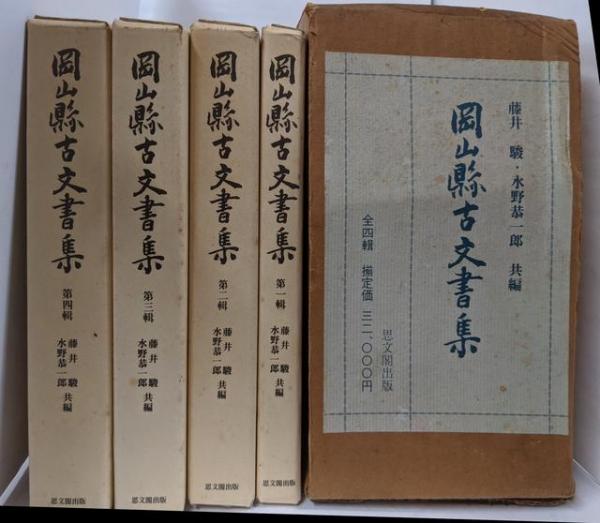 岡山縣古文書集
第四輯
藤井 駿
水野恭一郎 共編
思文閣出版
岡山縣古文書集
第三輯
藤井 駿
水野恭一郎 共編
思文閣出版
岡山縣古文書集
第二輯
藤井 駿
水野恭一郎 共編
思文閣出版
岡山縣古文書集
第一輯
藤井 駿
水野恭一郎 共編
思文閣出版
藤井 駿・水野恭一郎 共編
岡山縣古文書集
全四輯 揃定価 三二、〇〇〇円
思文閣出版